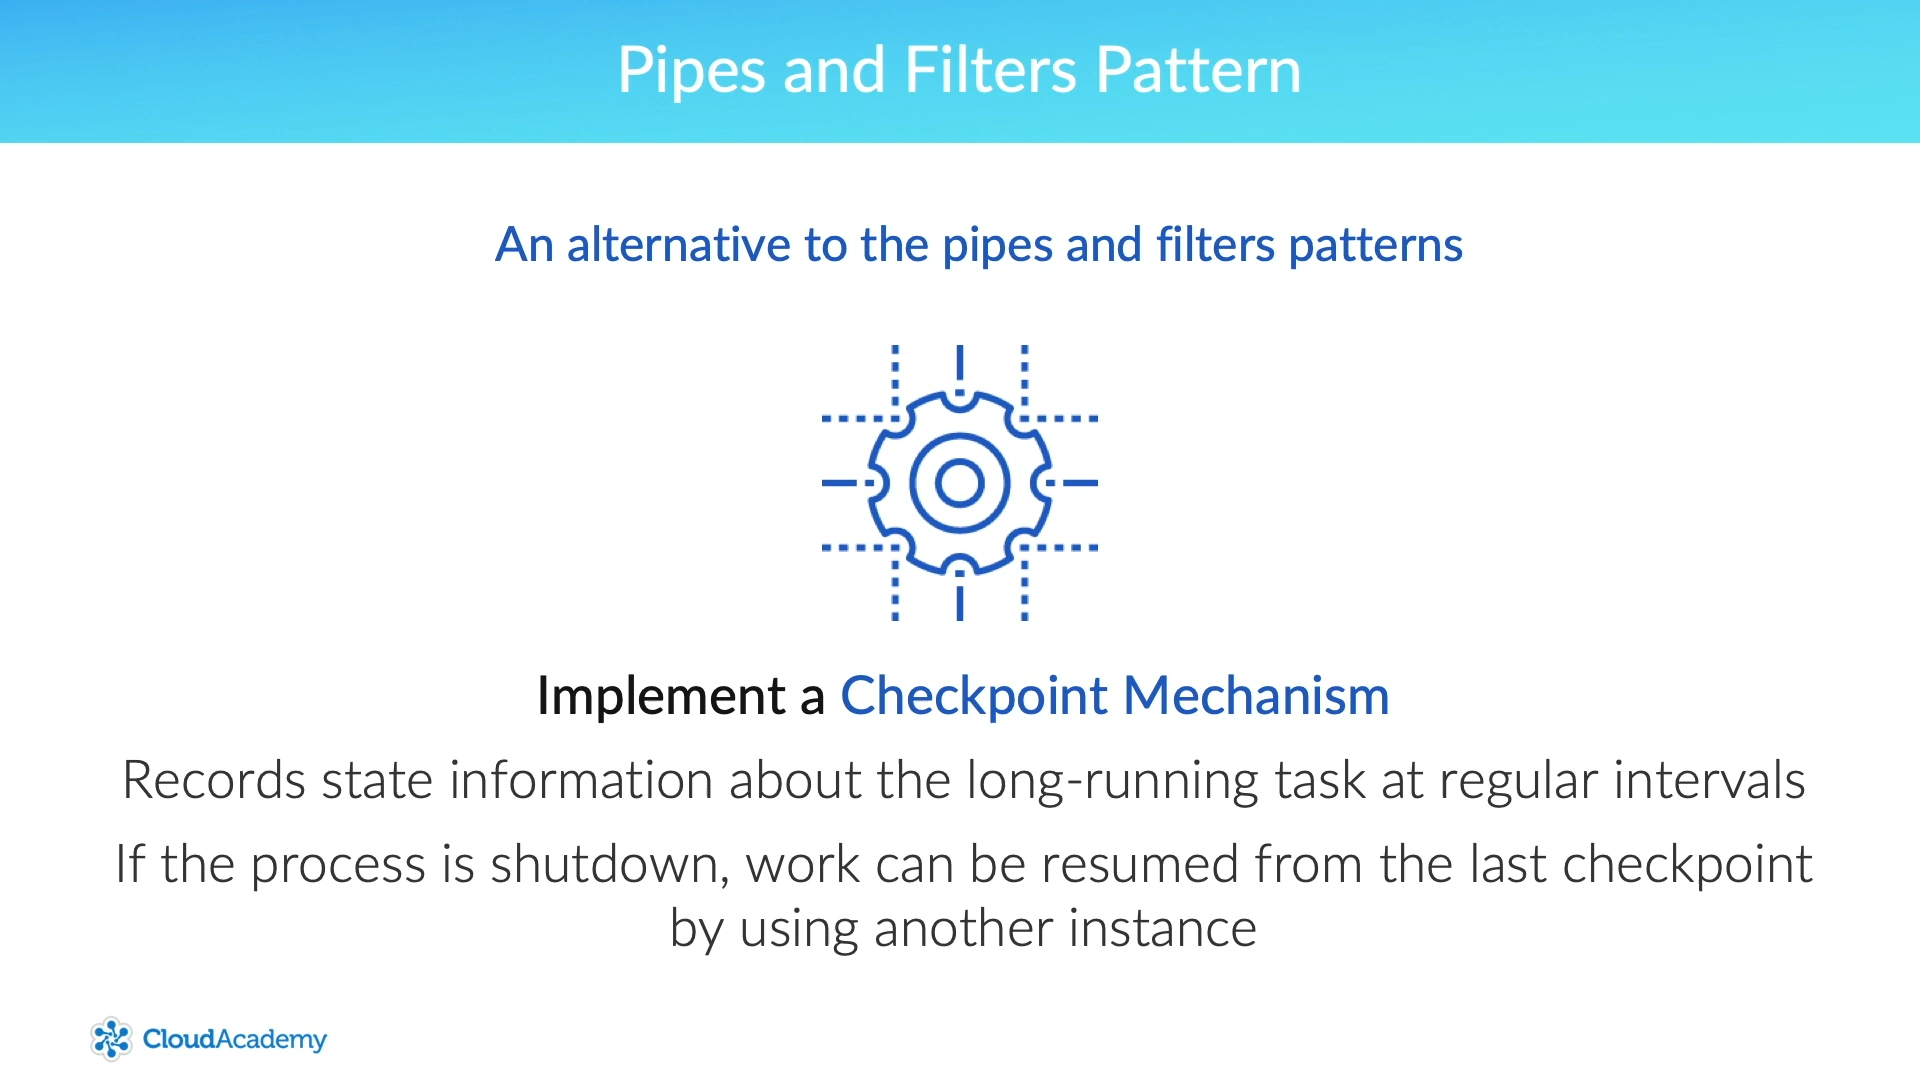 Pipes and Filters Pattern
An alternative to the pipes and filters patterns
Implement a Checkpoint Mechanism
Records state information about the long-running task at regular intervals
If the process is shutdown, work can be resumed from the last checkpoint
by using another instance
CloudAcademy